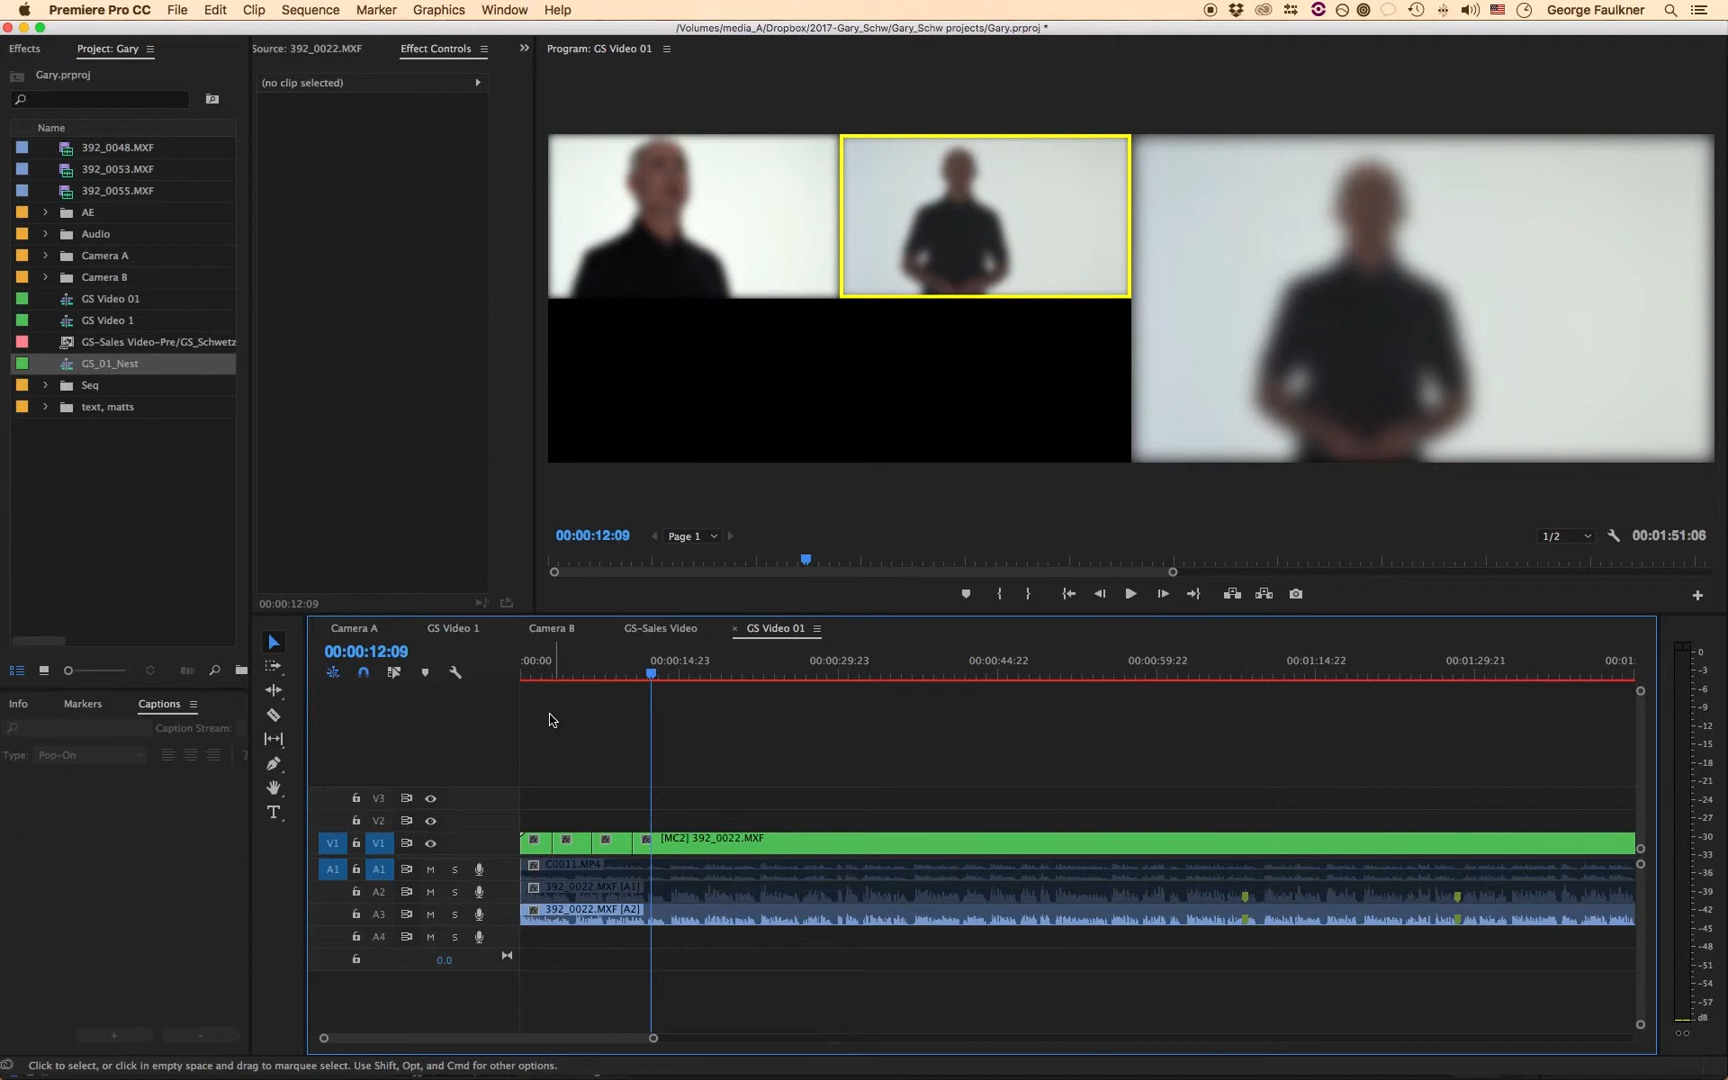 Premiere Pro CC File Edit Clip Sequence Marker Graphics Window Help George Faulkner
/Volumes/media_A/Dropbox/2017-Gary_Schw/Gary_Schw projects/Gary.prproj *
Effects Project: Gary Source: 392_0022.MXF Effect Controls Program: GS Video 01
Gary.prproj (no clip selected)
Name
392_0048.MXF
392_0053.MXF
392_0055.MXF
AE
Audio
Camera A
Camera B
GS Video 01
GS Video 1
GS-Sales Video-Pre/GS_Schwetz
GS_01_Nest
Seq
text, matts
00:00:12:09 Page 1 1/2 00:01:51:06
00:00:12:09
Camera A GS Video 1 Camera B GS-Sales Video × GS Video 01
00:00:12:09
:00:00 00:00:14:23 00:00:29:23 00:00:44:22 00:00:59:22 00:01:14:22 00:01:29:21 00:01:
Info Markers Captions
Caption Stream:
Type: Pop-On
V3
V2
V1 V1 [MC2] 392_0022.MXF
A1 A1 M S C0011.MP4
A2 M S 392_0022.MXF [A1]
A3 M S 392_0022.MXF [A2]
A4 M S
0.0
0
-3
-6
-9
-12
-15
-18
-21
-24
-27
-30
-33
-36
-39
-42
-45
-48
-51
-54
-57
dB
+ -
Click to select, or click in empty space and drag to marquee select. Use Shift, Opt, and Cmd for other options.